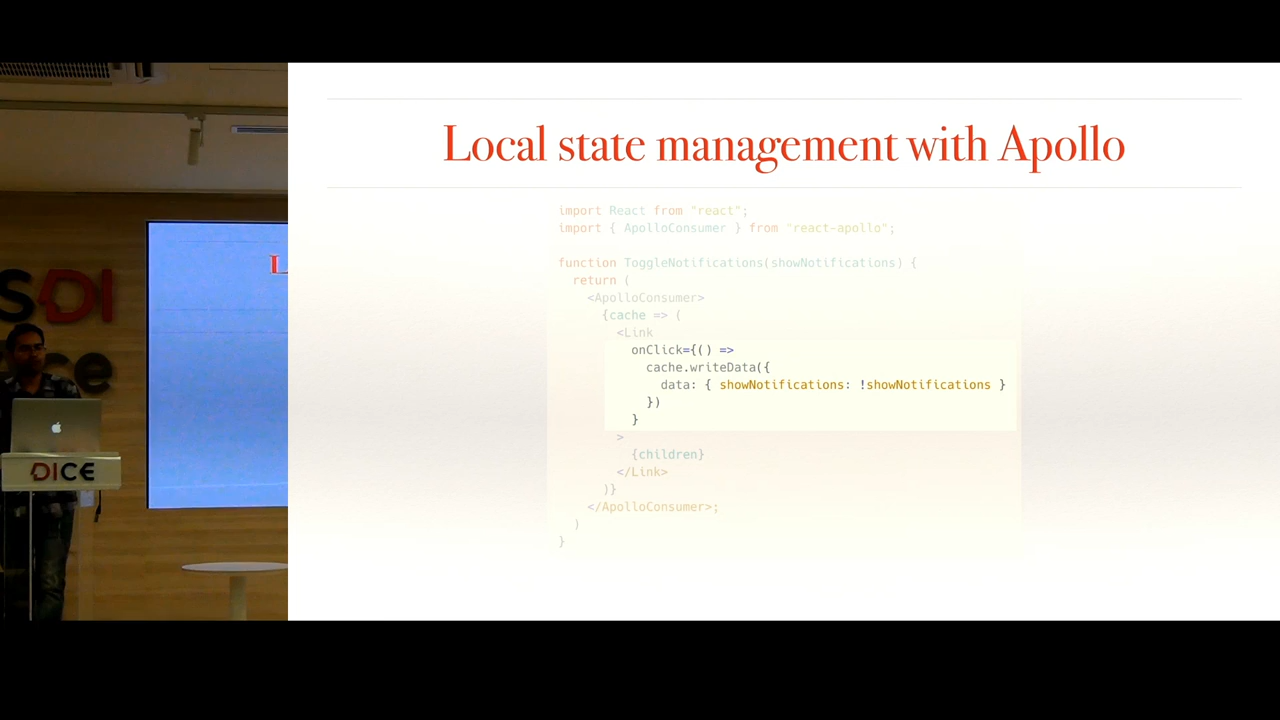 Local state management with Apollo
import React from "react";
import { ApolloConsumer } from "react-apollo";
function ToggleNotifications(showNotifications) {
return (
<ApolloConsumer>
{cache => (
<Link
onClick={() =>
cache.writeData({
data: { showNotifications: !showNotifications }
})
}
>
{children}
</Link>
)}
</ApolloConsumer>;
)
}
SDI
DICE